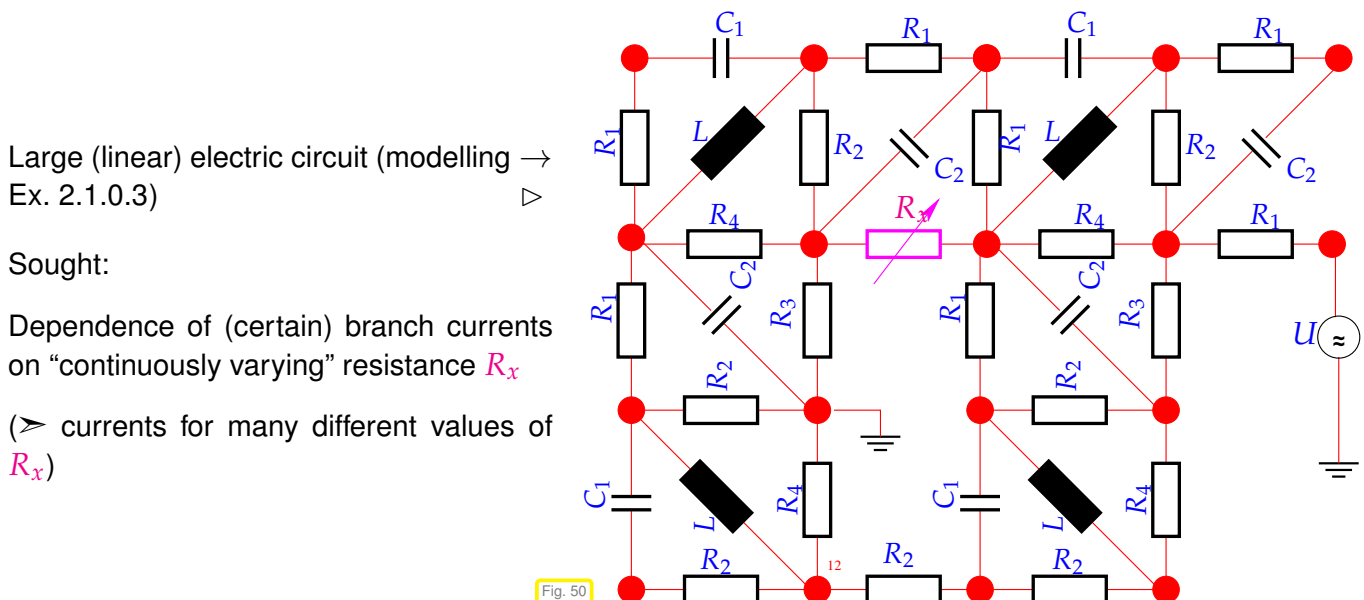 Large (linear) electric circuit (modelling →
Ex. 2.1.0.3) ▷
Sought:
Dependence of (certain) branch currents
on “continuously varying” resistance Rx
(➣ currents for many different values of
Rx)
C1 R1 C1 R1
R1 L R2 C2 R1 L R2 C2
R4 Rx R4 R1
R1 C2 R3 R1 C2 R3 U ≈
R2 R2
C1 L R4 C1 L R4
R2 12 R2 R2
Fig. 50